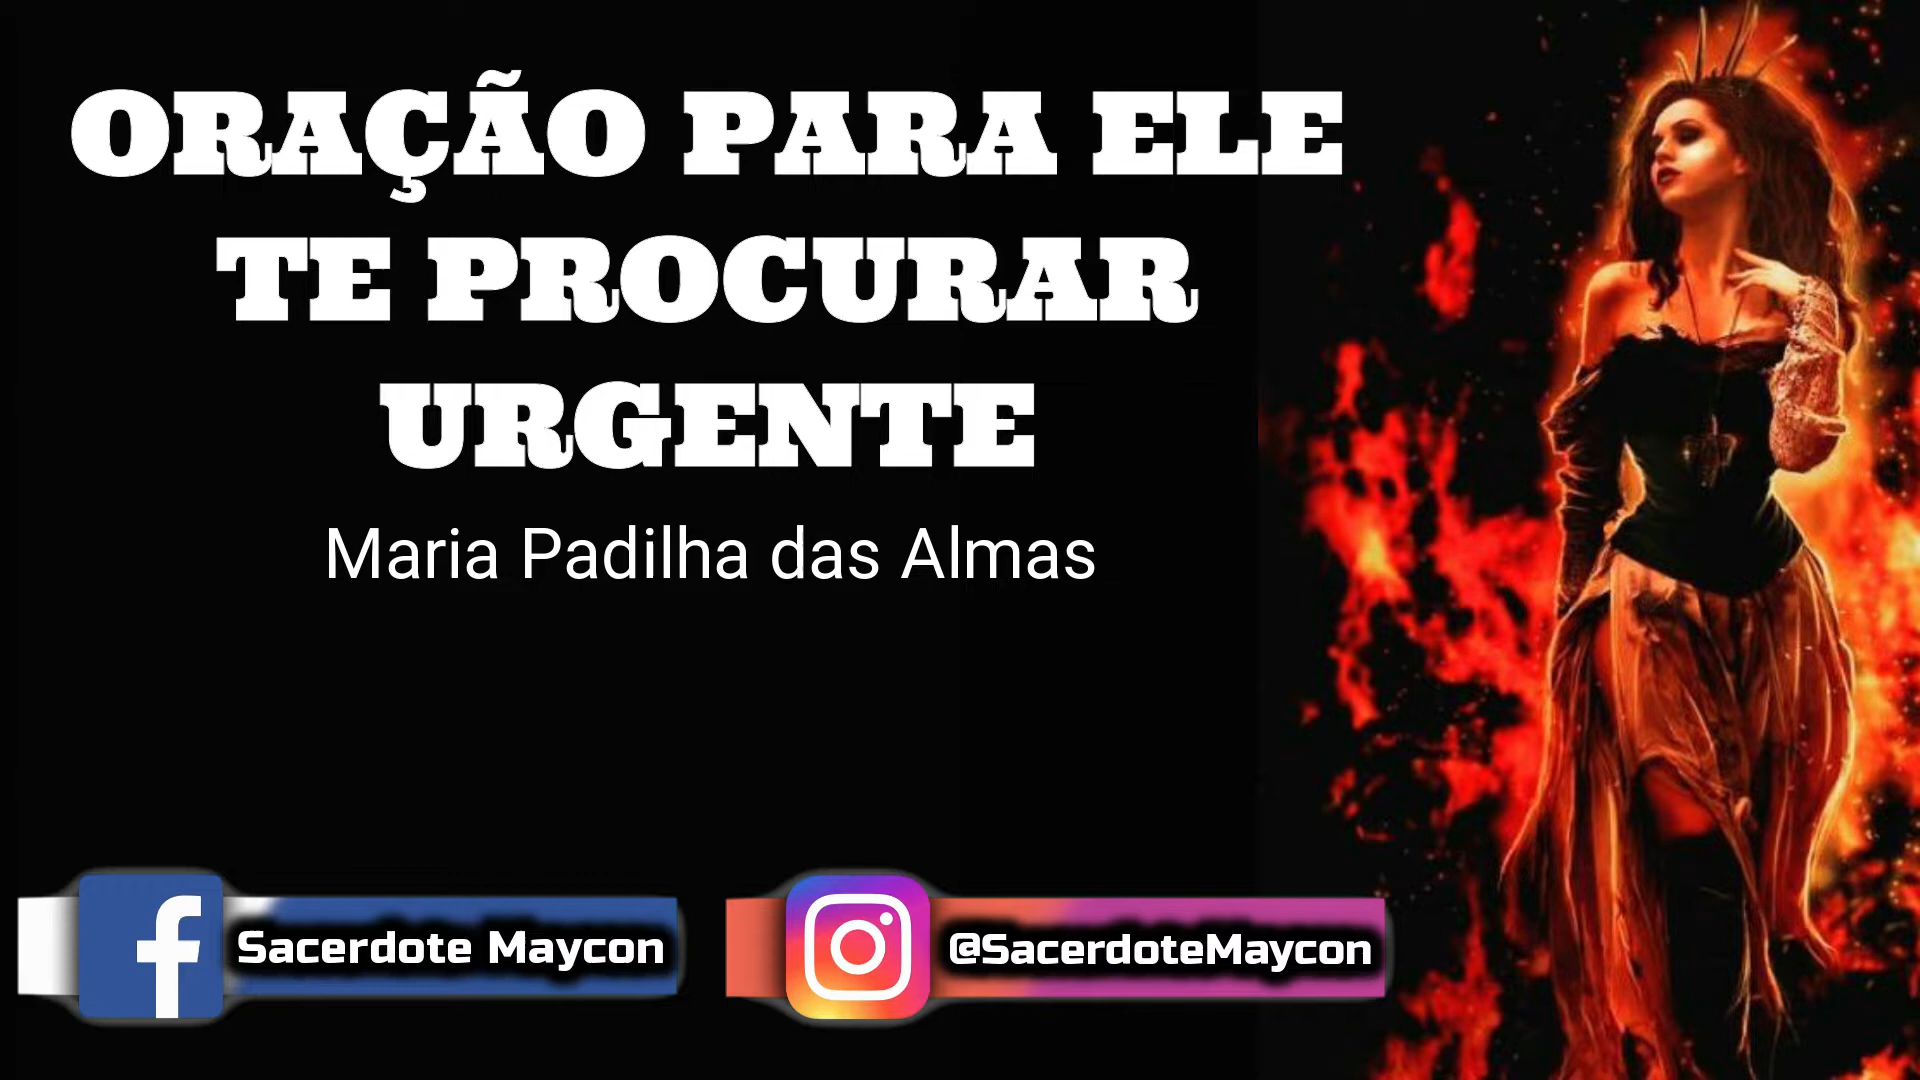 ORAÇÃO PARA ELE
TE PROCURAR
URGENTE
Maria Padilha das Almas
Sacerdote Maycon
@SacerdoteMaycon